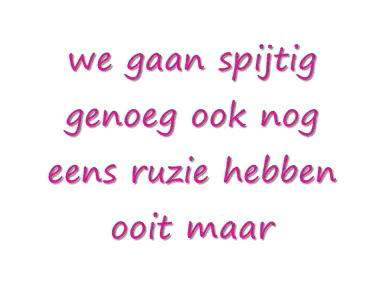 we gaan spijtig
genoeg ook nog
eens ruzie hebben
ooit maar